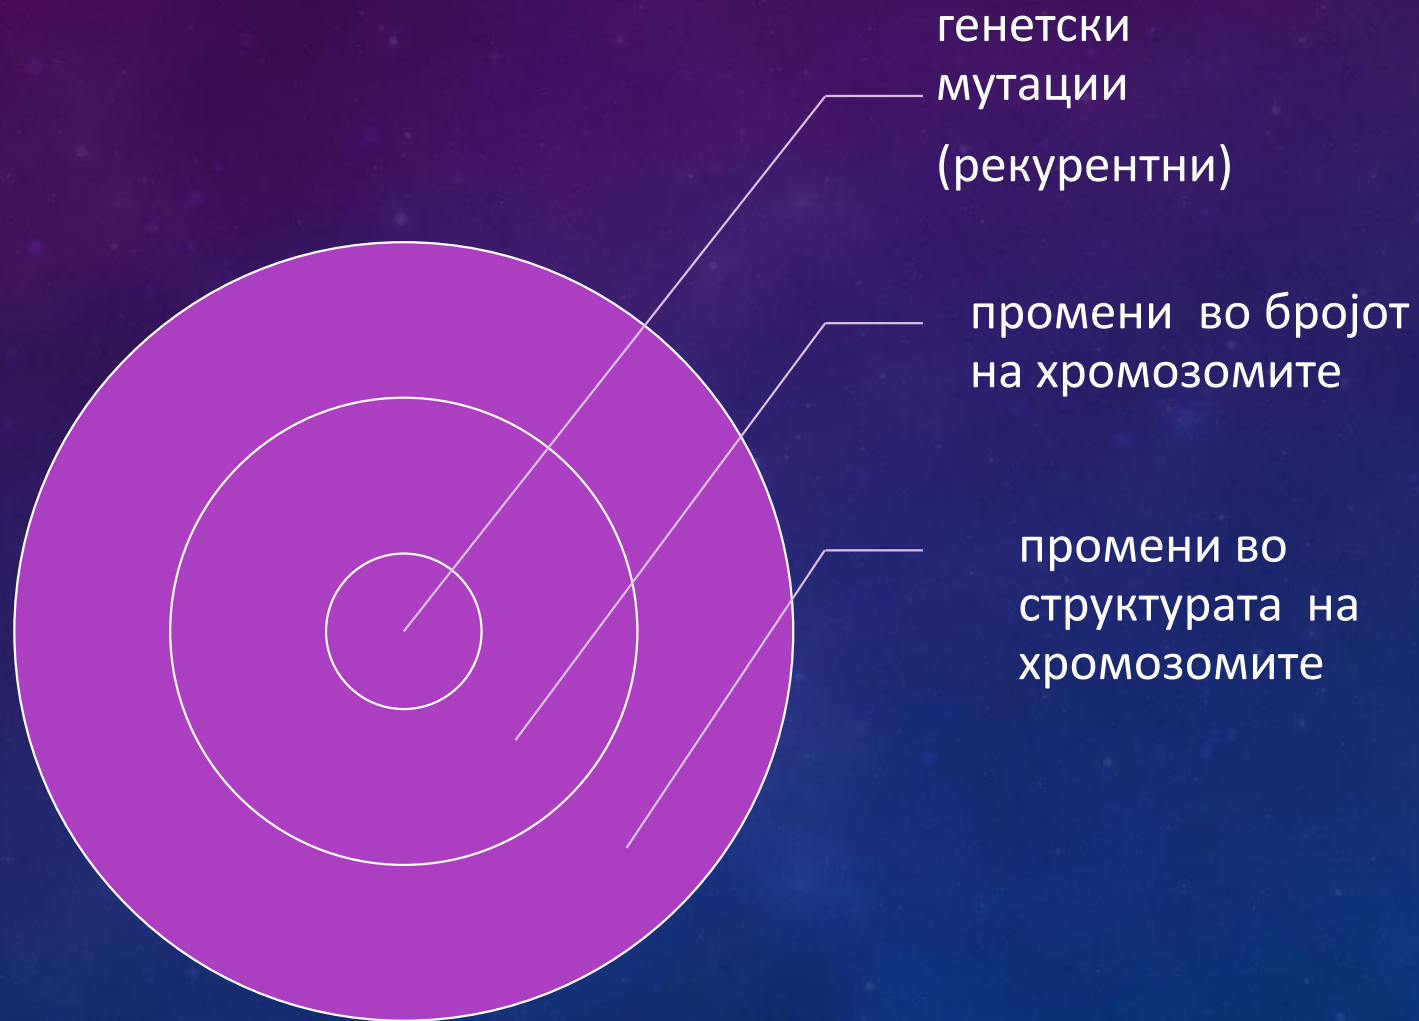 генетски
мутации
(рекурентни)
промени во бројот
на хромозомите
промени во
структурата на
хромозомите